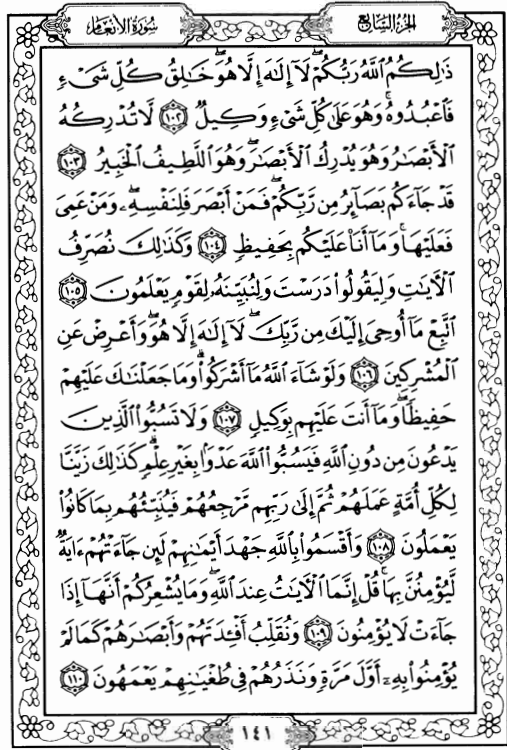 الجزء السابع
سورة الأنعام
ذَٰلِكُمُ ٱللَّهُ رَبُّكُمْۖ لَآ إِلَٰهَ إِلَّا هُوَۖ خَٰلِقُ كُلِّ شَىْءٍ
فَٱعْبُدُوهُۚ وَهُوَ عَلَىٰ كُلِّ شَىْءٍ وَكِيلٌ ١٠٢ لَّا تُدْرِكُهُ
ٱلْأَبْصَٰرُ وَهُوَ يُدْرِكُ ٱلْأَبْصَٰرَۖ وَهُوَ ٱللَّطِيفُ ٱلْخَبِيرُ ١٠٣
قَدْ جَآءَكُم بَصَآئِرُ مِن رَّبِّكُمْۖ فَمَنْ أَبْصَرَ فَلِنَفْسِهِۦۖ وَمَنْ عَمِىَ
فَعَلَيْهَاۚ وَمَآ أَنَا۠ عَلَيْكُم بِحَفِيظٍ ١٠٤ وَكَذَٰلِكَ نُصَرِّفُ
ٱلْأَيَٰتِ وَلِيَقُولُوا۟ دَرَسْتَ وَلِنُبَيِّنَهُۥ لِقَوْمٍ يَعْلَمُونَ ١٠٥
ٱتَّبِعْ مَآ أُوحِىَ إِلَيْكَ مِن رَّبِّكَۖ لَآ إِلَٰهَ إِلَّا هُوَۖ وَأَعْرِضْ عَنِ
ٱلْمُشْرِكِينَ ١٠٦ وَلَوْ شَآءَ ٱللَّهُ مَآ أَشْرَكُوا۟ۗ وَمَا جَعَلْنَٰكَ عَلَيْهِمْ
حَفِيظًاۖ وَمَآ أَنتَ عَلَيْهِم بِوَكِيلٍ ١٠٧ وَلَا تَسُبُّوا۟ ٱلَّذِينَ
يَدْعُونَ مِن دُونِ ٱللَّهِ فَيَسُبُّوا۟ ٱللَّهَ عَدْوًۢا بِغَيْرِ عِلْمٍۗ كَذَٰلِكَ زَيَّنَّا
لِكُلِّ أُمَّةٍ عَمَلَهُمْ ثُمَّ إِلَىٰ رَبِّهِم مَّرْجِعُهُمْ فَيُنَبِّئُهُم بِمَا كَانُوا۟
يَعْمَلُونَ ١٠٨ وَأَقْسَمُوا۟ بِٱللَّهِ جَهْدَ أَيْمَٰنِهِمْ لَئِن جَآءَتْهُمْ ءَايَةٌ
لَّيُؤْمِنُنَّ بِهَاۚ قُلْ إِنَّمَا ٱلْأَيَٰتُ عِندَ ٱللَّهِۖ وَمَا يُشْعِرُكُمْ أَنَّهَآ إِذَا
جَآءَتْ لَا يُؤْمِنُونَ ١٠٩ وَنُقَلِّبُ أَفْـِٔدَتَهُمْ وَأَبْصَٰرَهُمْ كَمَا لَمْ
يُؤْمِنُوا۟ بِهِۦٓ أَوَّلَ مَرَّةٍ وَنَذَرُهُمْ فِى طُغْيَٰنِهِمْ يَعْمَهُونَ ١١٠
١٤١